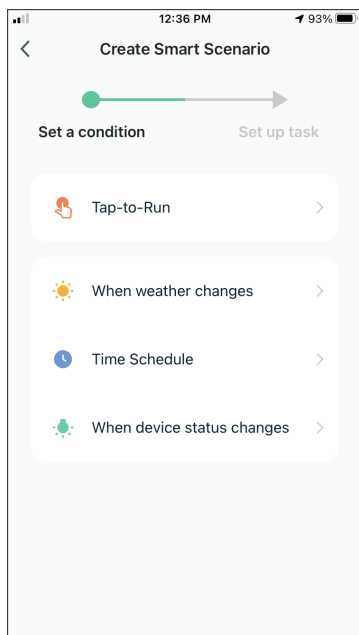 12:36 PM
93%
Create Smart Scenario
Set a condition
Set up task
Tap-to-Run
When weather changes
Time Schedule
When device status changes